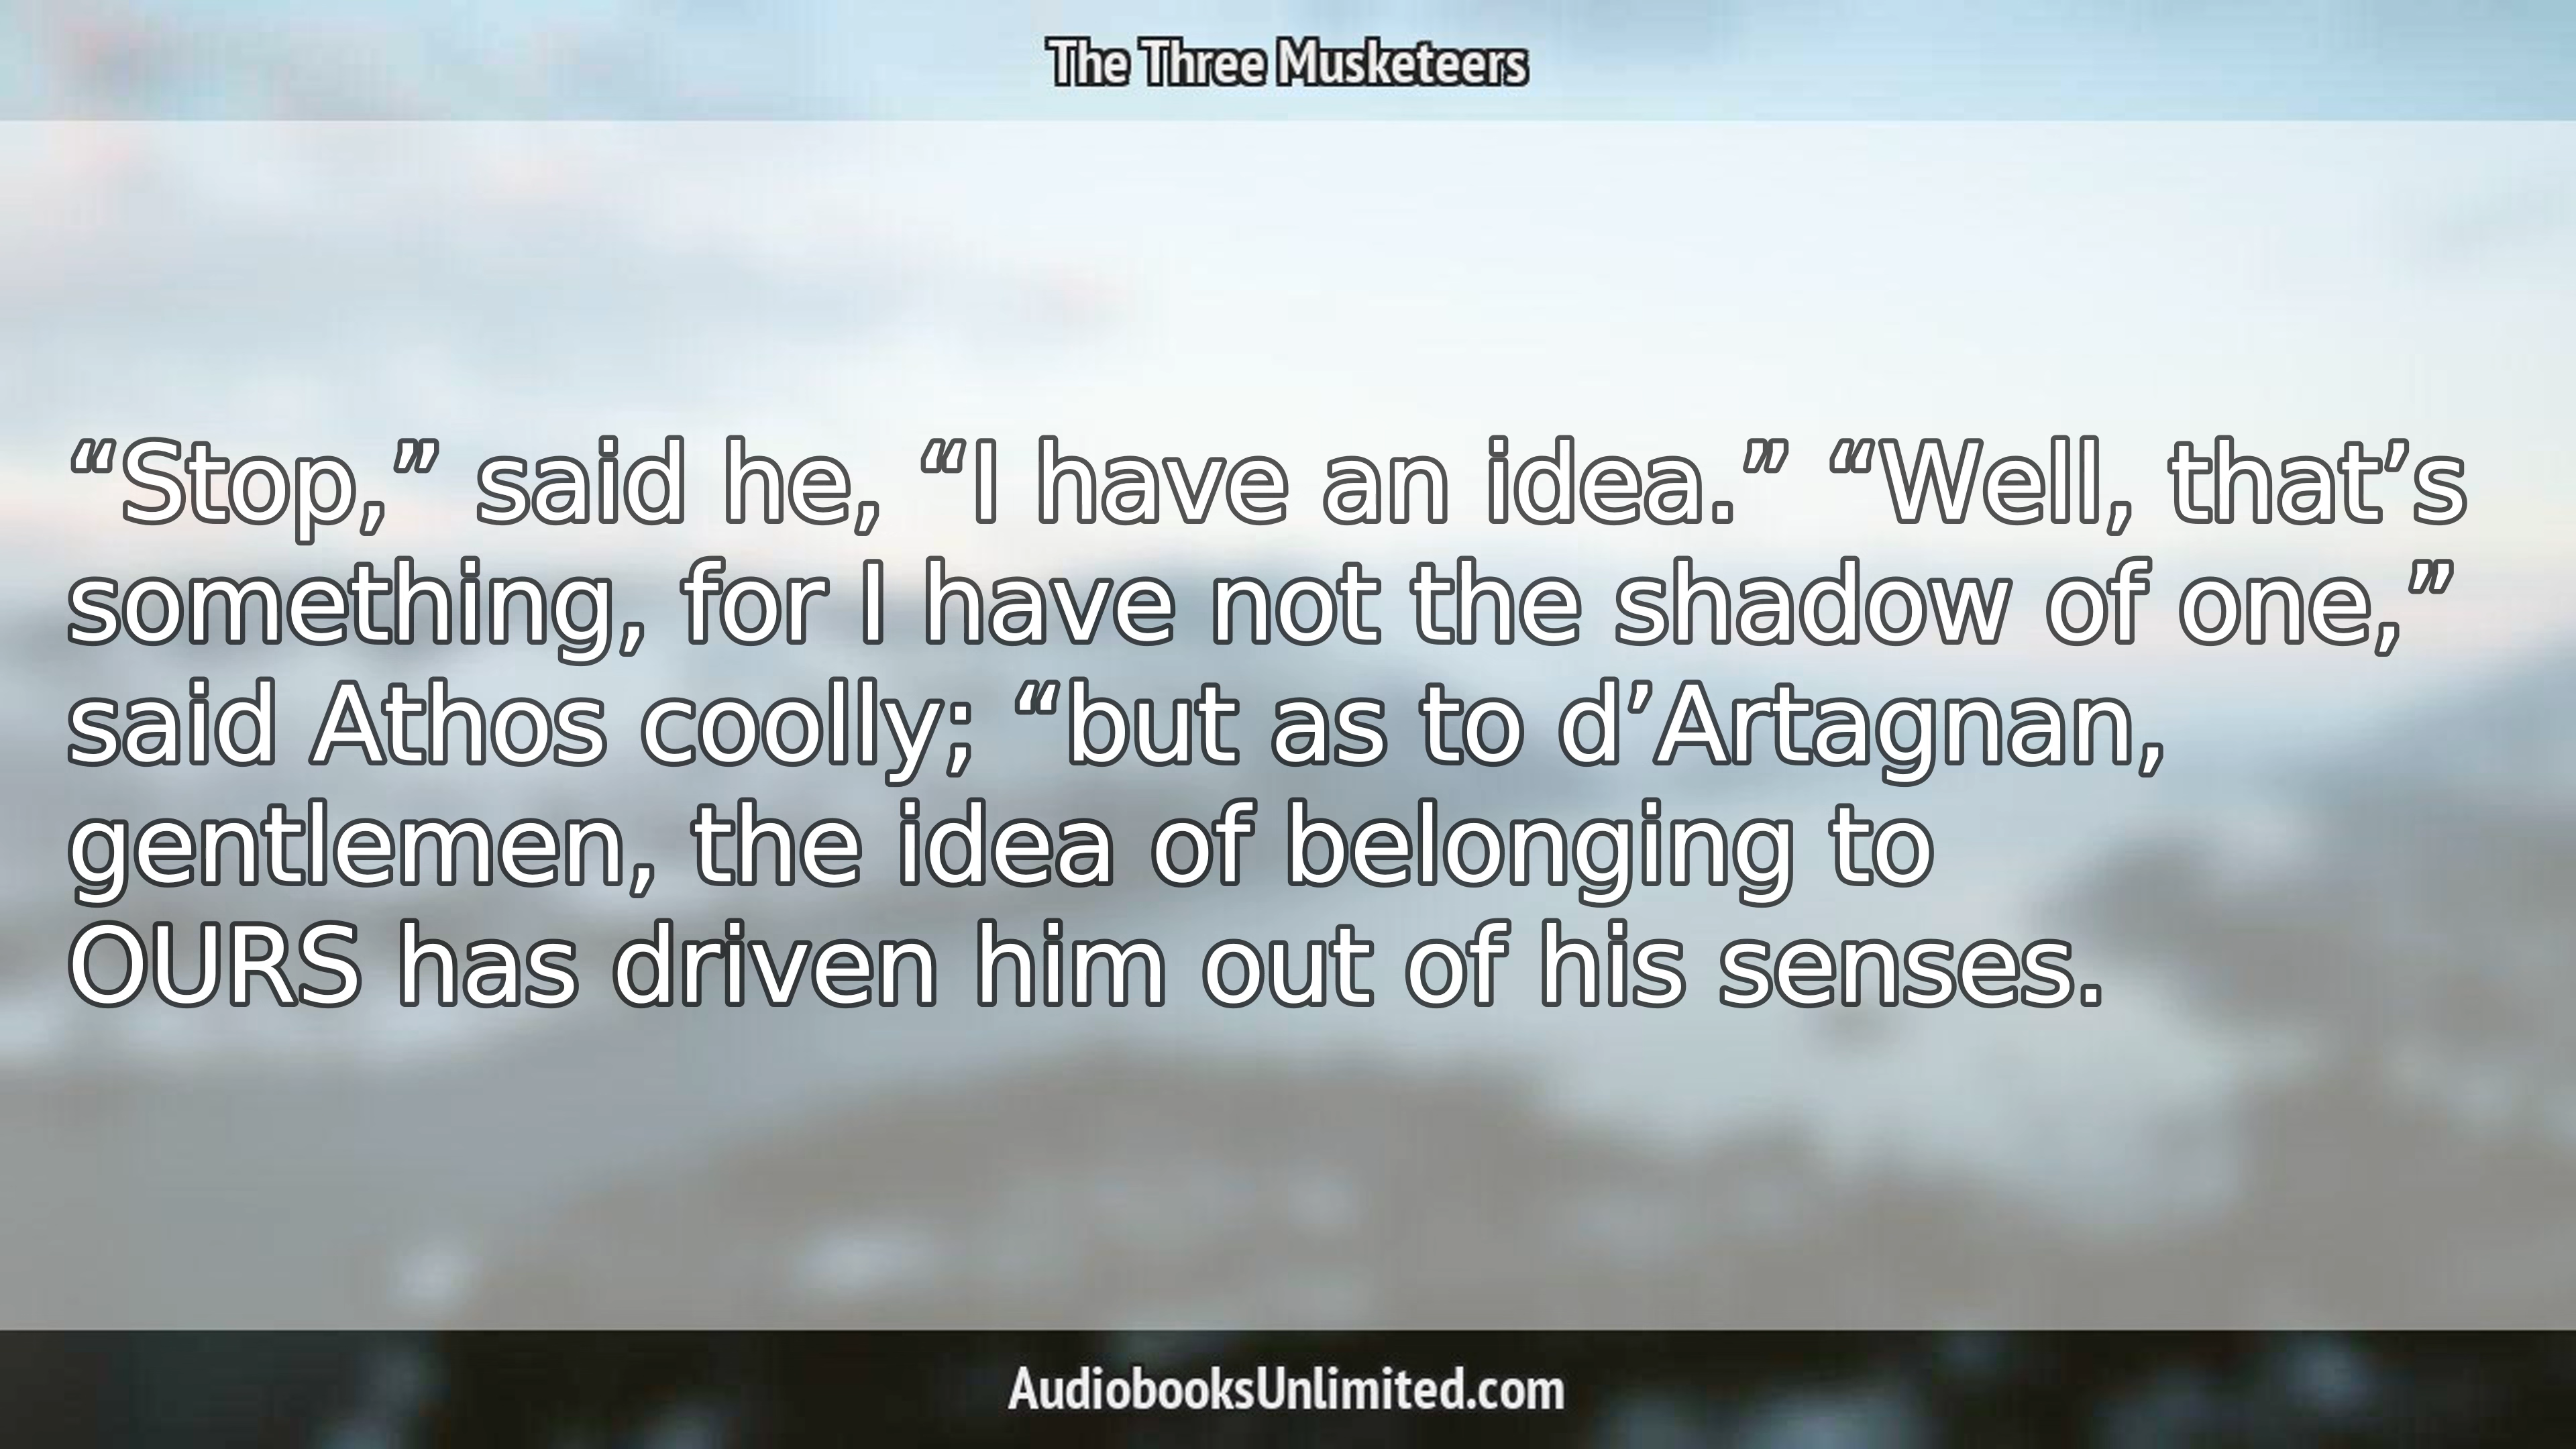 The Three Musketeers
“Stop,” said he, “I have an idea.” “Well, that’s
something, for I have not the shadow of one,”
said Athos coolly; “but as to d’Artagnan,
gentlemen, the idea of belonging to
OURS has driven him out of his senses.
AudiobooksUnlimited.com